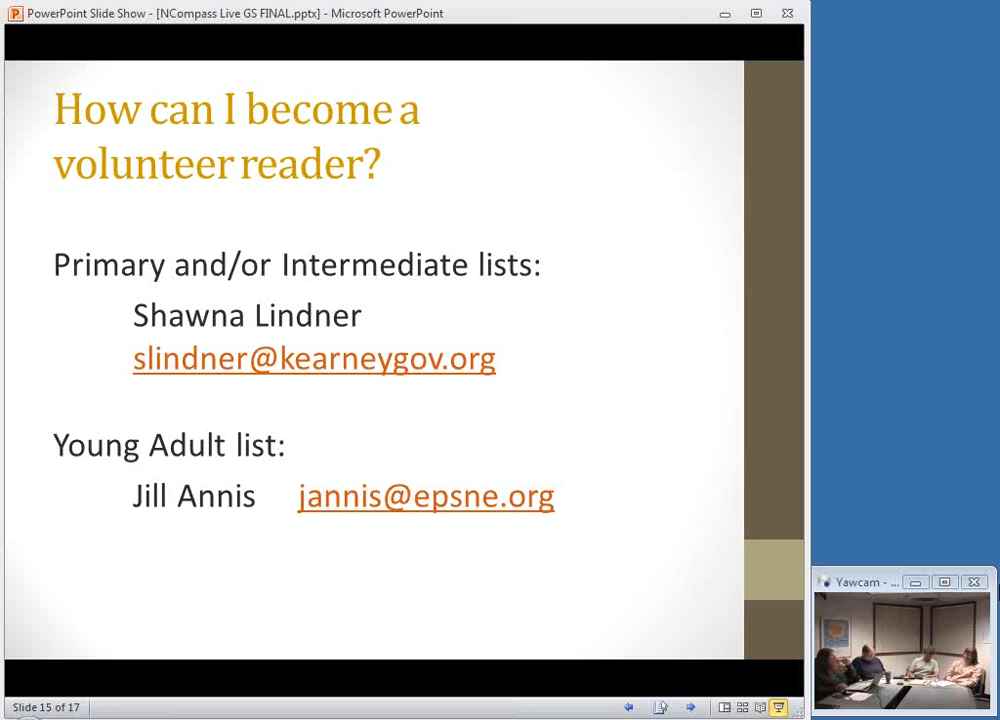 PowerPoint Slide Show - [NCompass Live GS FINAL.pptx] - Microsoft PowerPoint
How can I become a
volunteer reader?
Primary and/or Intermediate lists:
Shawna Lindner
slindner@kearneygov.org
Young Adult list:
Jill Annis jannis@epsne.org
Yawcam - ...
Slide 15 of 17